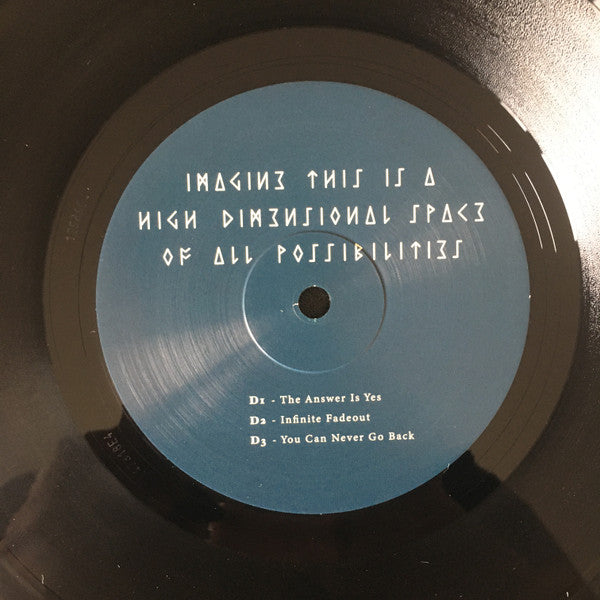 IMAGINE THIS IS A
HIGH DIMENSIONAL SPACE
OF ALL POSSIBILITIES
D1 - The Answer Is Yes
D2 - Infinite Fadeout
D3 - You Can Never Go Back